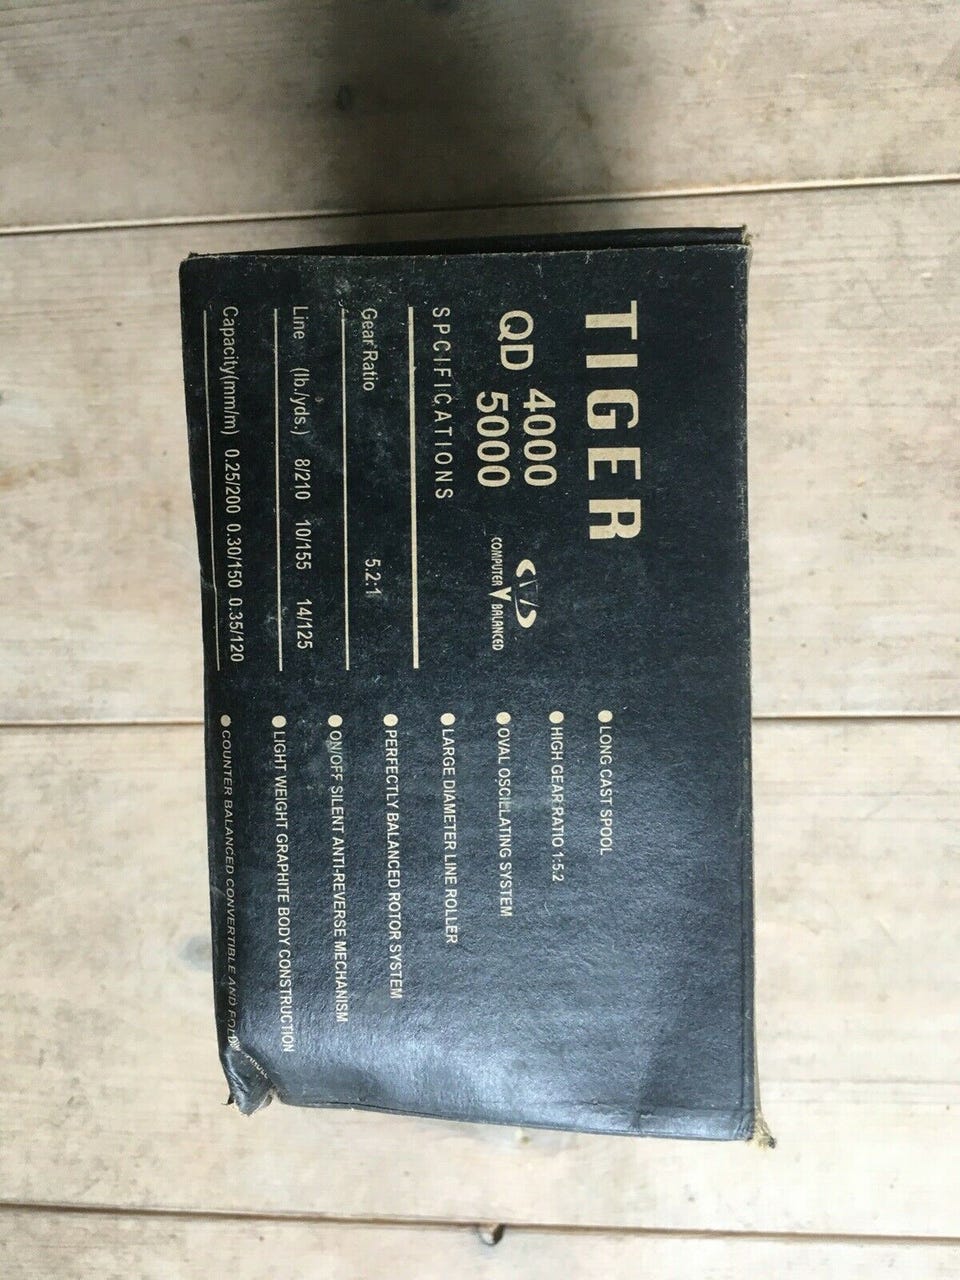 TIGER
QD 4000
5000
COMPUTER BALANCED
SPCIFICATIONS
Gear Ratio 5.2:1
Line (lb./yds.) 8/210 10/155 14/125
Capacity(mm/m) 0.25/200 0.30/150 0.35/120
● LONG CAST SPOOL
● HIGH GEAR RATIO 1:5.2
● OVAL OSCILLATING SYSTEM
● LARGE DIAMETER LINE ROLLER
● PERFECTLY BALANCED ROTOR SYSTEM
● ON/OFF SILENT ANTI-REVERSE MECHANISM
● LIGHT WEIGHT GRAPHITE BODY CONSTRUCTION
● COUNTER BALANCED CONVERTIBLE AND